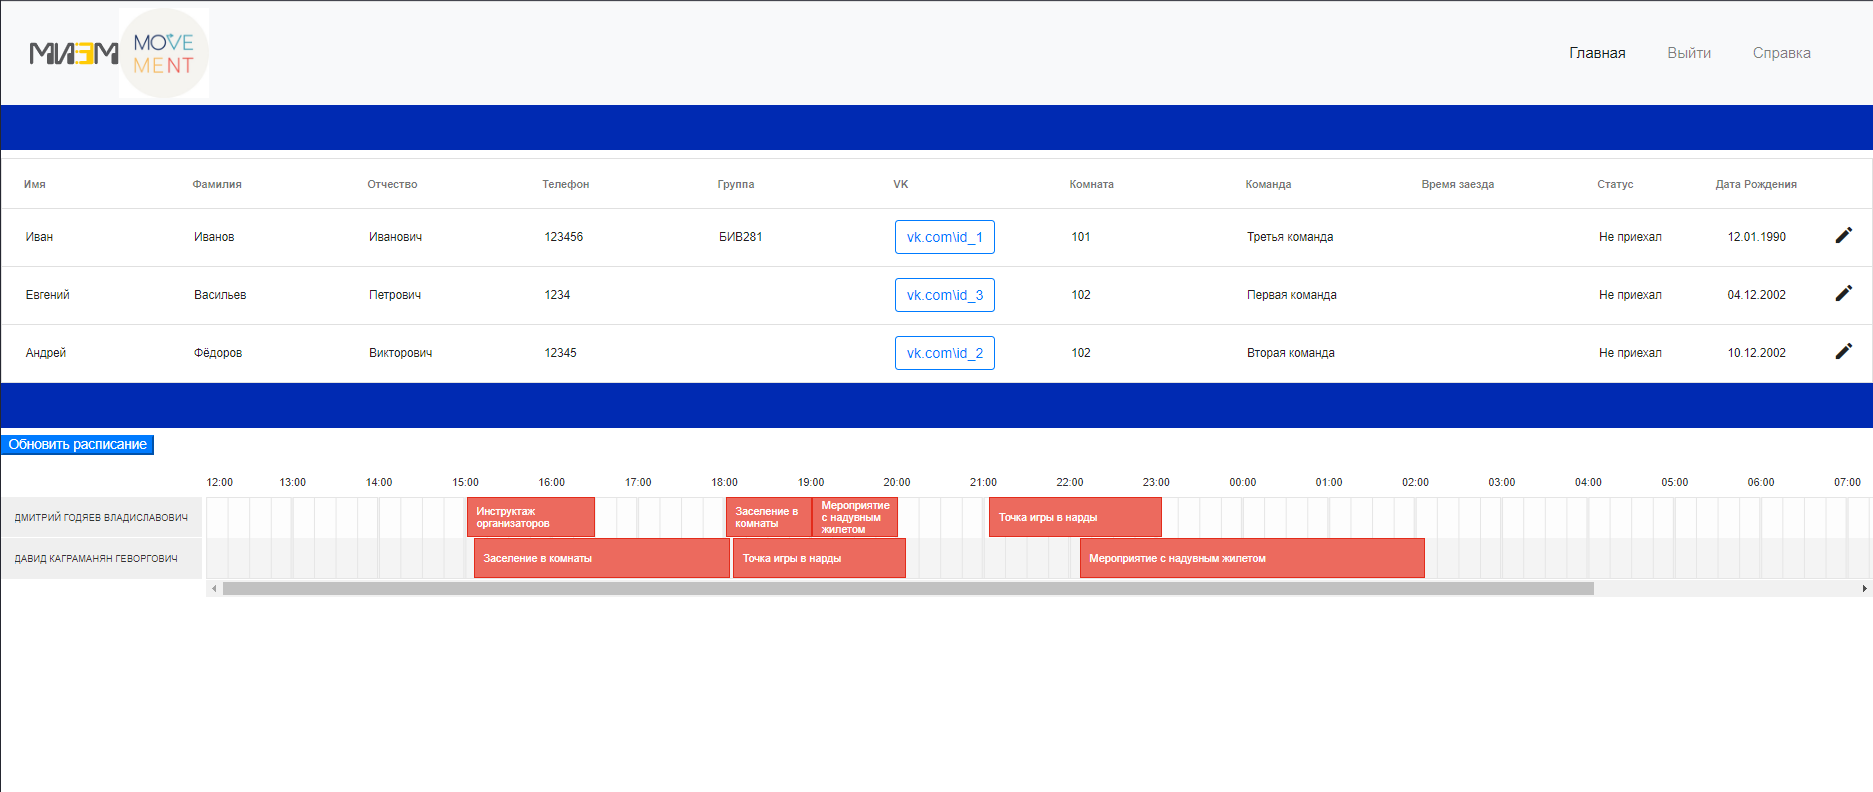 МИЭМ
MOVE
MENT
Главная Выйти Справка
Имя Фамилия Отчество Телефон Группа VK Комната Команда Время заезда Статус Дата Рождения
Иван Иванов Иванович 123456 БИВ281 vk.com\id_1 101 Третья команда Не приехал 12.01.1990
Евгений Васильев Петрович 1234 vk.com\id_3 102 Первая команда Не приехал 04.12.2002
Андрей Фёдоров Викторович 12345 vk.com\id_2 102 Вторая команда Не приехал 10.12.2002
Обновить расписание
12:00 13:00 14:00 15:00 16:00 17:00 18:00 19:00 20:00 21:00 22:00 23:00 00:00 01:00 02:00 03:00 04:00 05:00 06:00 07:00
ДМИТРИЙ ГОДЯЕВ ВЛАДИСЛАВОВИЧ
Инструктаж
организаторов
Заселение в
комнаты
Мероприятие
с надувным
жилетом
Точка игры в нарды
ДАВИД КАГРАМАНЯН ГЕВОРГОВИЧ
Заселение в комнаты
Точка игры в нарды
Мероприятие с надувным жилетом